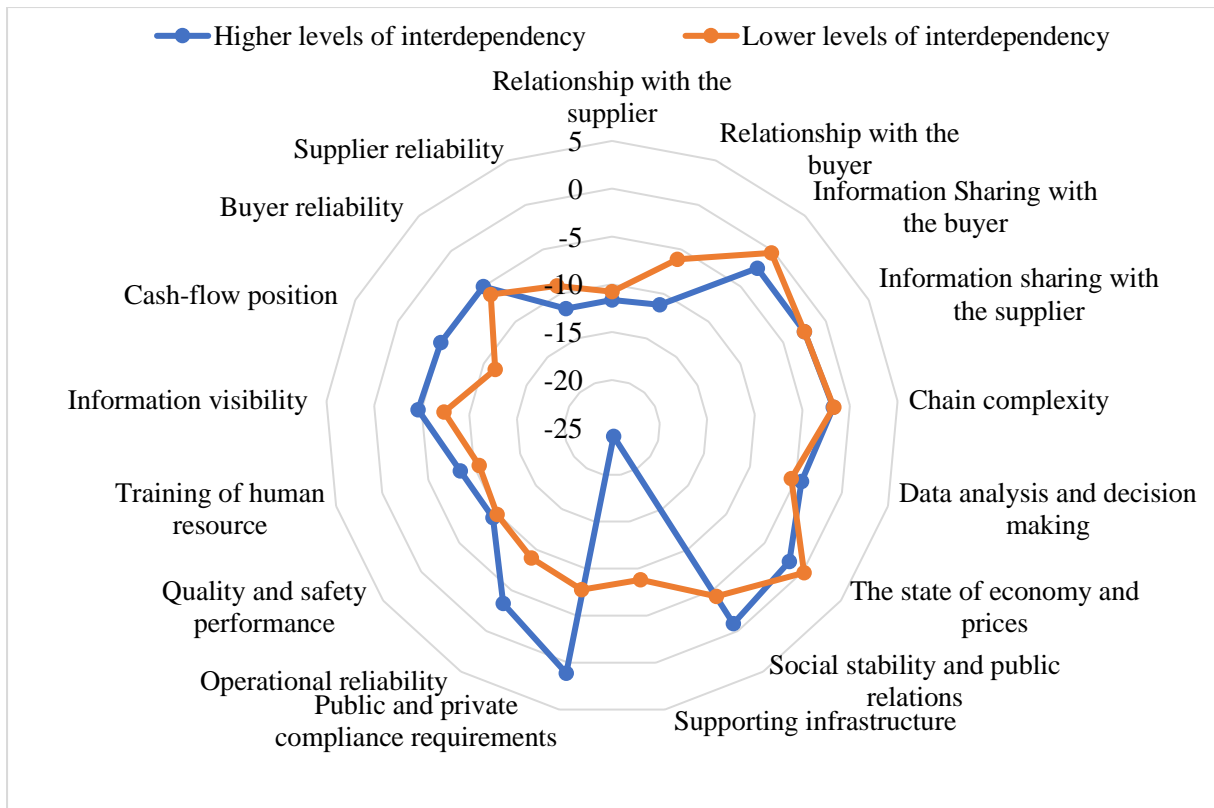 Higher levels of interdependency
Lower levels of interdependency
Relationship with the
supplier
Relationship with the
buyer
Information Sharing with
the buyer
Information sharing with
the supplier
Chain complexity
Data analysis and decision
making
The state of economy and
prices
Social stability and public
relations
Supporting infrastructure
Public and private
compliance requirements
Operational reliability
Quality and safety
performance
Training of human
resource
Information visibility
Cash-flow position
Buyer reliability
Supplier reliability
5
0
-5
-10
-15
-20
-25